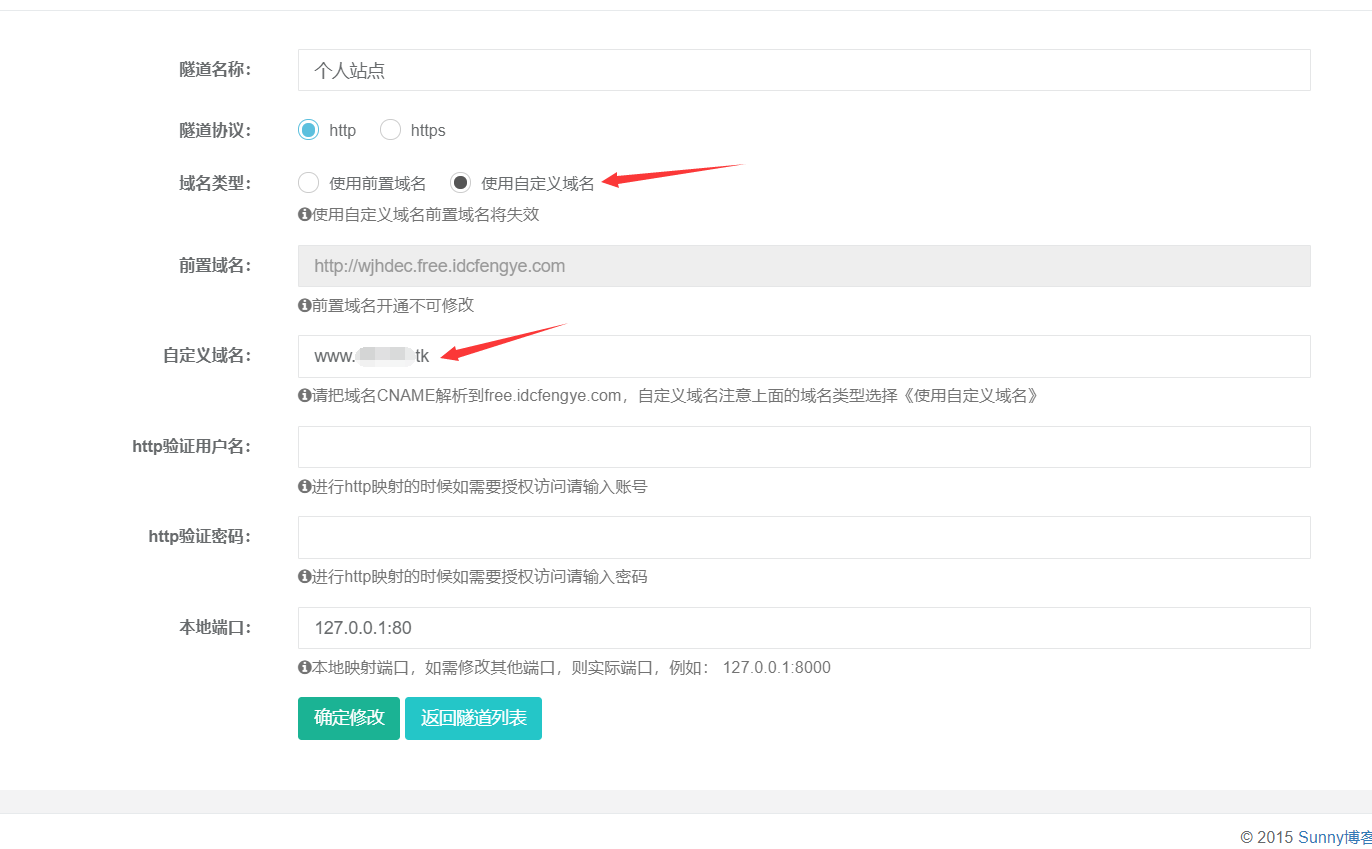 隧道名称：
个人站点
隧道协议：
http https
域名类型：
使用前置域名 使用自定义域名
使用自定义域名前置域名将失效
前置域名：
http://wjhdec.free.idcfengye.com
前置域名开通不可修改
自定义域名：
www. tk
请把域名CNAME解析到free.idcfengye.com，自定义域名注意上面的域名类型选择《使用自定义域名》
http验证用户名：
进行http映射的时候如需要授权访问请输入账号
http验证密码：
进行http映射的时候如需要授权访问请输入密码
本地端口：
127.0.0.1:80
本地映射端口，如需修改其他端口，则实际端口，例如： 127.0.0.1:8000
确定修改 返回隧道列表
© 2015 Sunny博客